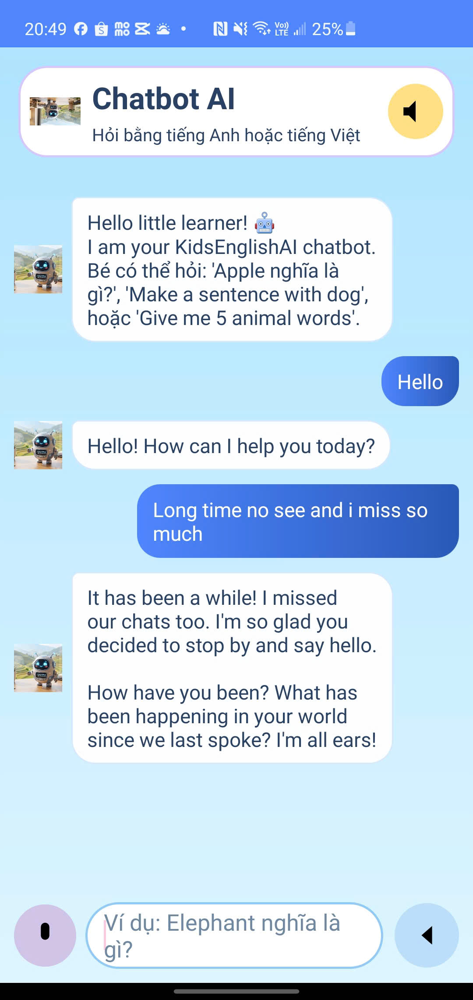 20:49
Vo))
LTE
25%
Chatbot AI
Hỏi bằng tiếng Anh hoặc tiếng Việt
Hello little learner! 🤖
I am your KidsEnglishAI chatbot.
Bé có thể hỏi: 'Apple nghĩa là
gì?', 'Make a sentence with dog',
hoặc 'Give me 5 animal words'.
Hello
Hello! How can I help you today?
Long time no see and i miss so
much
It has been a while! I missed
our chats too. I'm so glad you
decided to stop by and say hello.
How have you been? What has
been happening in your world
since we last spoke? I'm all ears!
Ví dụ: Elephant nghĩa là
gì?